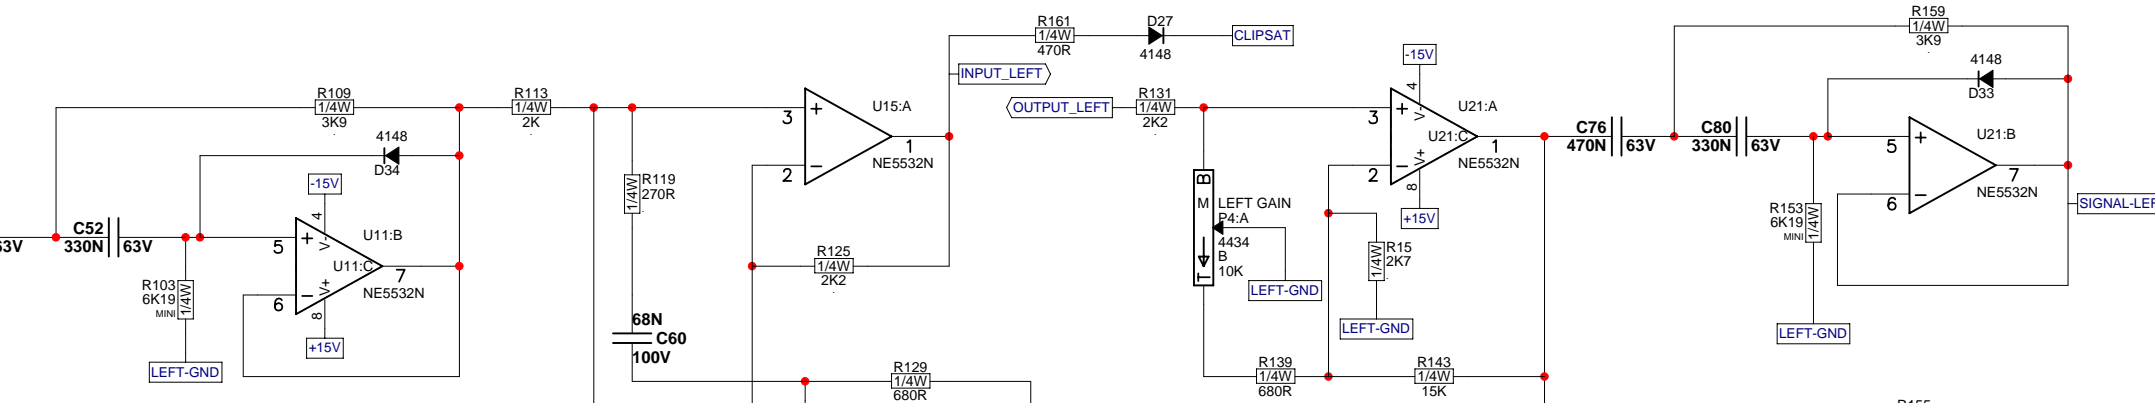 R159
1/4W
3K9
R161
1/4W
470R
D27
4148
CLIPSAT
-15V
4148
D33
INPUT_LEFT
R109
1/4W
3K9
R113
1/4W
2K
3
+
U15:A
1
NE5532N
2
−
OUTPUT_LEFT
R131
1/4W
2K2
4
V-
3
+
U21:A
U21:C
1
NE5532N
2
−
V+
8
+15V
C76
470N
63V
C80
330N
63V
5
+
U21:B
7
NE5532N
6
−
SIGNAL-LEF
4148
D34
-15V
4
V-
63V
C52
330N
63V
5
+
U11:B
U11:C
7
NE5532N
6
−
V+
8
+15V
R103
6K19
MINI
1/4W
LEFT-GND
R119
270R
1/4W
R125
1/4W
2K2
68N
C60
100V
R129
1/4W
680R
B
M
T
LEFT GAIN
P4:A
4434
B
10K
LEFT-GND
R15
2K7
1/4W
LEFT-GND
R139
1/4W
680R
R143
1/4W
15K
R153
6K19
MINI
1/4W
LEFT-GND